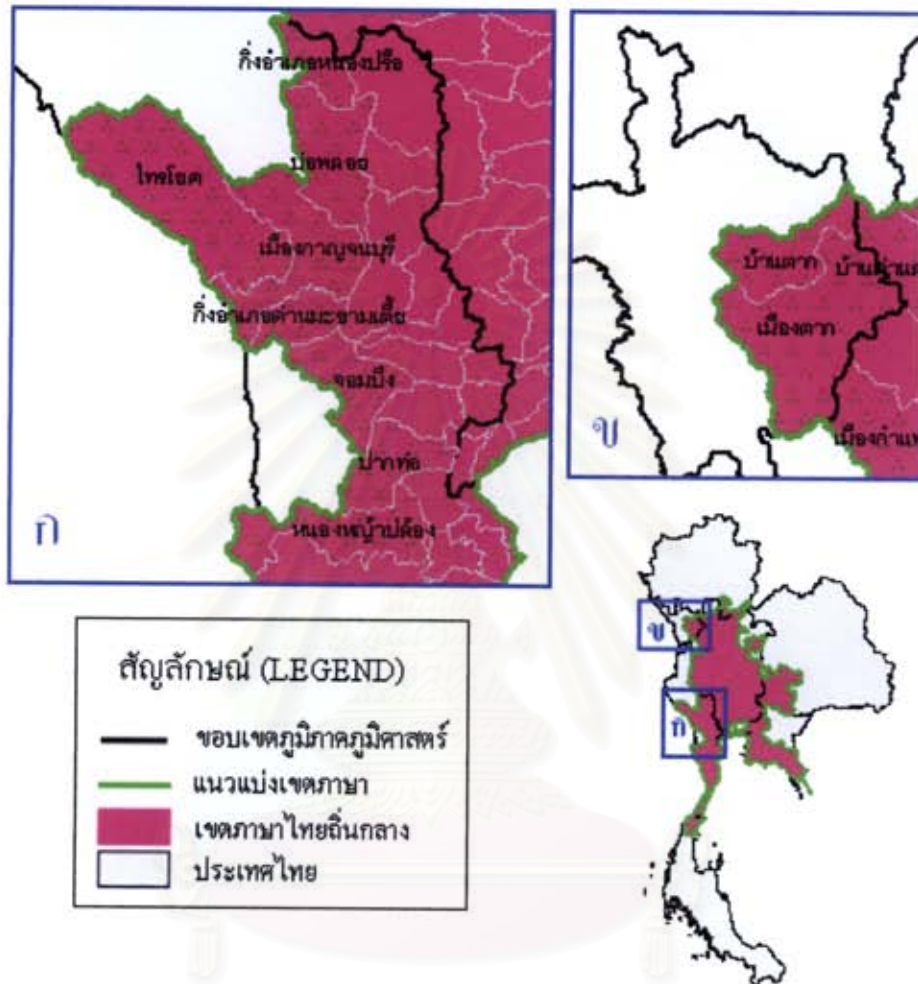 กิ่งอำเภอหนองปรือ
บ่อพลอย
ไทรโยค
เมืองกาญจนบุรี
กิ่งอำเภอด่านมะขามเตี้ย
จอมบึง
ปากท่อ
หนองหญ้าปล้อง
ก
บ้านตาก
เมืองตาก
ข
สัญลักษณ์ (LEGEND)
ขอบเขตภูมิภาคภูมิศาสตร์
แนวแบ่งเขตภาษา
เขตภาษาไทยถิ่นกลาง
ประเทศไทย
ข
ก